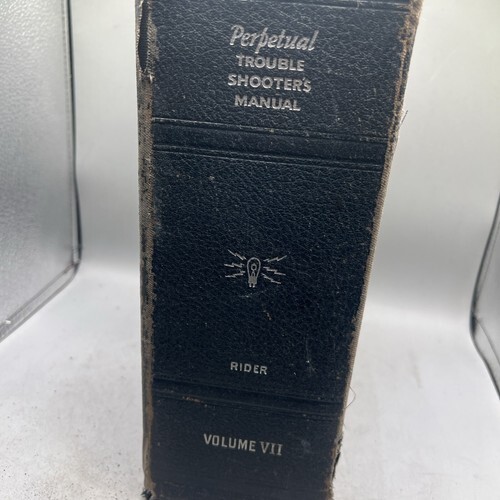 Perpetual
TROUBLE
SHOOTER'S
MANUAL
RIDER
VOLUME VII